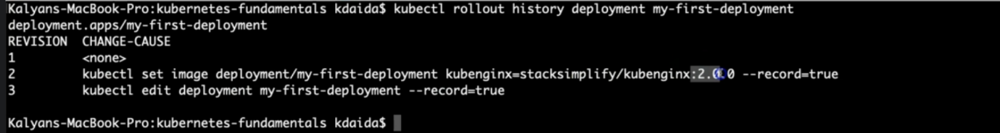 Kalyans-MacBook-Pro:kubernetes-fundamentals kdaida$ kubectl rollout history deployment my-first-deployment
deployment.apps/my-first-deployment
REVISION  CHANGE-CAUSE
1         <none>
2         kubectl set image deployment/my-first-deployment kubenginx=stacksimplify/kubenginx:2.0.0 --record=true
3         kubectl edit deployment my-first-deployment --record=true
Kalyans-MacBook-Pro:kubernetes-fundamentals kdaida$